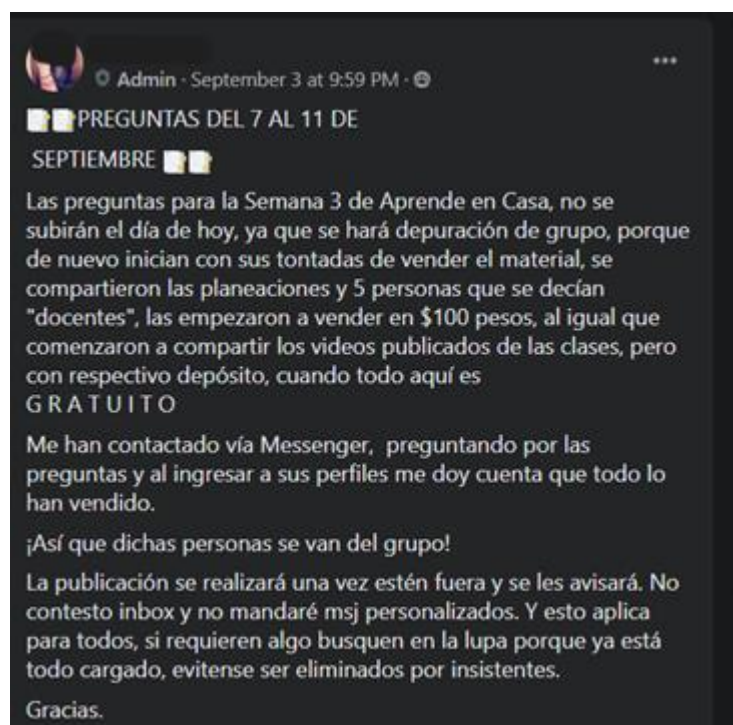 Admin · September 3 at 9:59 PM ·
PREGUNTAS DEL 7 AL 11 DE
SEPTIEMBRE
Las preguntas para la Semana 3 de Aprende en Casa, no se
subirán el día de hoy, ya que se hará depuración de grupo, porque
de nuevo inician con sus tontadas de vender el material, se
compartieron las planeaciones y 5 personas que se decían
"docentes", las empezaron a vender en $100 pesos, al igual que
comenzaron a compartir los videos publicados de las clases, pero
con respectivo depósito, cuando todo aquí es
G R A T U I T O
Me han contactado vía Messenger, preguntando por las
preguntas y al ingresar a sus perfiles me doy cuenta que todo lo
han vendido.
¡Así que dichas personas se van del grupo!
La publicación se realizará una vez estén fuera y se les avisará. No
contesto inbox y no mandaré msj personalizados. Y esto aplica
para todos, si requieren algo busquen en la lupa porque ya está
todo cargado, evitense ser eliminados por insistentes.
Gracias.